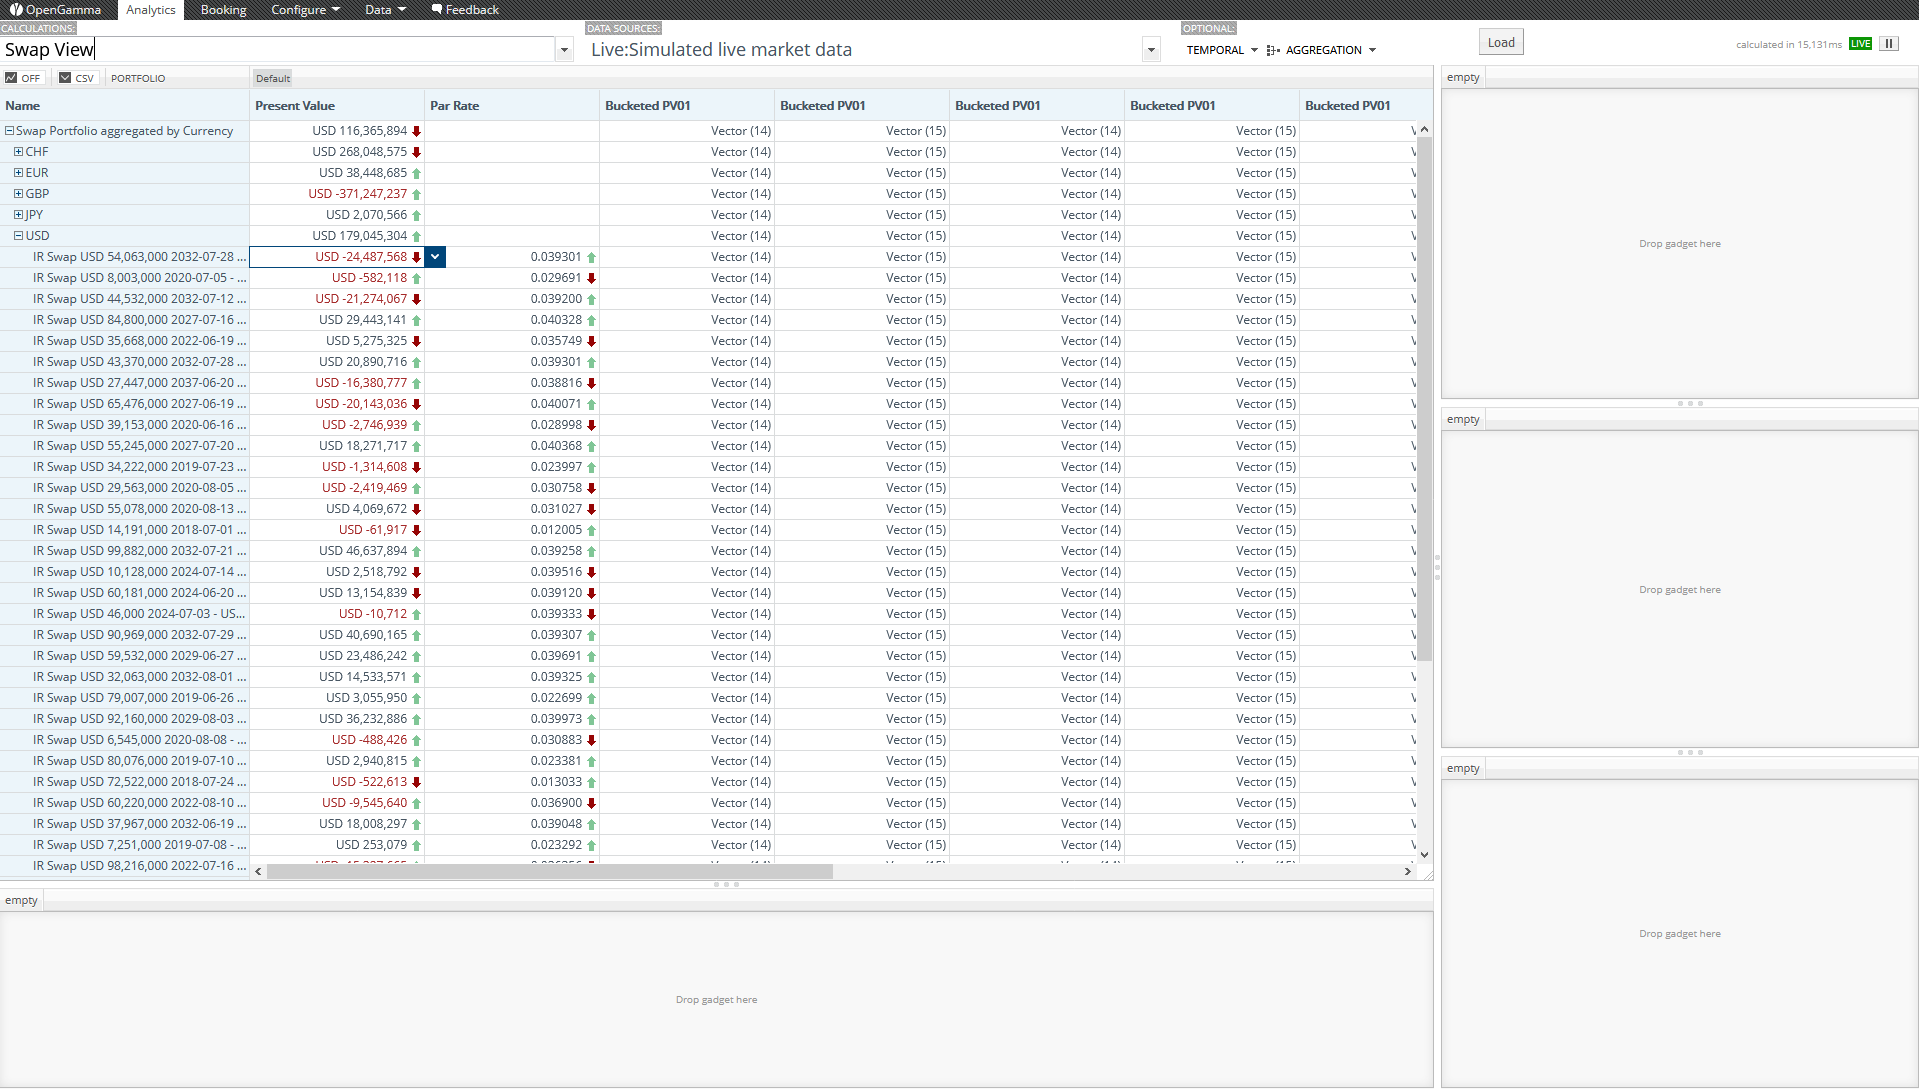 OpenGamma Analytics Booking Configure Data Feedback
CALCULATIONS: DATA SOURCES: OPTIONAL:
Swap View Live:Simulated live market data TEMPORAL AGGREGATION Load calculated in 15,131ms LIVE
OFF CSV PORTFOLIO Default empty
Name Present Value Par Rate Bucketed PV01 Bucketed PV01 Bucketed PV01 Bucketed PV01 Bucketed PV01
Swap Portfolio aggregated by Currency USD 116,365,894 Vector (14) Vector (15) Vector (14) Vector (15)
CHF USD 268,048,575 Vector (14) Vector (15) Vector (14) Vector (15)
EUR USD 38,448,685 Vector (14) Vector (15) Vector (14) Vector (15)
GBP USD -371,247,237 Vector (14) Vector (15) Vector (14) Vector (15)
JPY USD 2,070,566 Vector (14) Vector (15) Vector (14) Vector (15)
USD USD 179,045,304 Vector (14) Vector (15) Vector (14) Vector (15)
IR Swap USD 54,063,000 2032-07-28 ... USD -24,487,568 0.039301 Vector (14) Vector (15) Vector (14) Vector (15)
IR Swap USD 8,003,000 2020-07-05 - ... USD -582,118 0.029691 Vector (14) Vector (15) Vector (14) Vector (15)
IR Swap USD 44,532,000 2032-07-12 ... USD -21,274,067 0.039200 Vector (14) Vector (15) Vector (14) Vector (15)
IR Swap USD 84,800,000 2027-07-16 ... USD 29,443,141 0.040328 Vector (14) Vector (15) Vector (14) Vector (15)
IR Swap USD 35,668,000 2022-06-19 ... USD 5,275,325 0.035749 Vector (14) Vector (15) Vector (14) Vector (15)
IR Swap USD 43,370,000 2032-07-28 ... USD 20,890,716 0.039301 Vector (14) Vector (15) Vector (14) Vector (15)
IR Swap USD 27,447,000 2037-06-20 ... USD -16,380,777 0.038816 Vector (14) Vector (15) Vector (14) Vector (15)
IR Swap USD 65,476,000 2027-06-19 ... USD -20,143,036 0.040071 Vector (14) Vector (15) Vector (14) Vector (15)
IR Swap USD 39,153,000 2020-06-16 ... USD -2,746,939 0.028998 Vector (14) Vector (15) Vector (14) Vector (15)
IR Swap USD 55,245,000 2027-07-20 ... USD 18,271,717 0.040368 Vector (14) Vector (15) Vector (14) Vector (15)
IR Swap USD 34,222,000 2019-07-23 ... USD -1,314,608 0.023997 Vector (14) Vector (15) Vector (14) Vector (15)
IR Swap USD 29,563,000 2020-08-05 ... USD -2,419,469 0.030758 Vector (14) Vector (15) Vector (14) Vector (15)
IR Swap USD 55,078,000 2020-08-13 ... USD 4,069,672 0.031027 Vector (14) Vector (15) Vector (14) Vector (15)
IR Swap USD 14,191,000 2018-07-01 ... USD -61,917 0.012005 Vector (14) Vector (15) Vector (14) Vector (15)
IR Swap USD 99,882,000 2032-07-21 ... USD 46,637,894 0.039258 Vector (14) Vector (15) Vector (14) Vector (15)
IR Swap USD 10,128,000 2024-07-14 ... USD 2,518,792 0.039516 Vector (14) Vector (15) Vector (14) Vector (15)
IR Swap USD 60,181,000 2024-06-20 ... USD 13,154,839 0.039120 Vector (14) Vector (15) Vector (14) Vector (15)
IR Swap USD 46,000 2024-07-03 - US... USD -10,712 0.039333 Vector (14) Vector (15) Vector (14) Vector (15)
IR Swap USD 90,969,000 2032-07-29 ... USD 40,690,165 0.039307 Vector (14) Vector (15) Vector (14) Vector (15)
IR Swap USD 59,532,000 2029-06-27 ... USD 23,486,242 0.039691 Vector (14) Vector (15) Vector (14) Vector (15)
IR Swap USD 32,063,000 2032-08-01 ... USD 14,533,571 0.039325 Vector (14) Vector (15) Vector (14) Vector (15)
IR Swap USD 79,007,000 2019-06-26 ... USD 3,055,950 0.022699 Vector (14) Vector (15) Vector (14) Vector (15)
IR Swap USD 92,160,000 2029-08-03 ... USD 36,232,886 0.039973 Vector (14) Vector (15) Vector (14) Vector (15)
IR Swap USD 6,545,000 2020-08-08 - ... USD -488,426 0.030883 Vector (14) Vector (15) Vector (14) Vector (15)
IR Swap USD 80,076,000 2019-07-10 ... USD 2,940,815 0.023381 Vector (14) Vector (15) Vector (14) Vector (15)
IR Swap USD 72,522,000 2018-07-24 ... USD -522,613 0.013033 Vector (14) Vector (15) Vector (14) Vector (15)
IR Swap USD 60,220,000 2022-08-10 ... USD -9,545,640 0.036900 Vector (14) Vector (15) Vector (14) Vector (15)
IR Swap USD 37,967,000 2032-06-19 ... USD 18,008,297 0.039048 Vector (14) Vector (15) Vector (14) Vector (15)
IR Swap USD 7,251,000 2019-07-08 - ... USD 253,079 0.023292 Vector (14) Vector (15) Vector (14) Vector (15)
IR Swap USD 98,216,000 2022-07-16 ...
Drop gadget here
empty
Drop gadget here
empty
Drop gadget here
empty
Drop gadget here